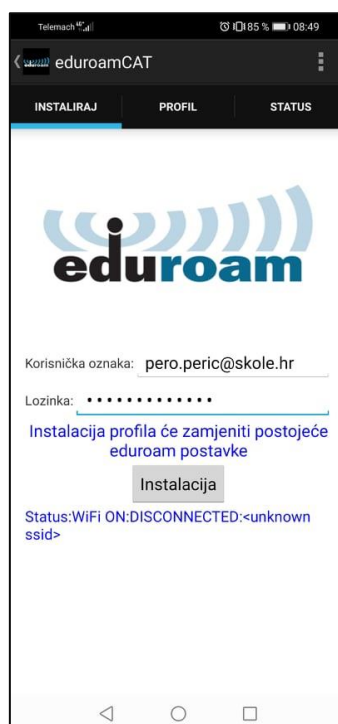 Telemach 4G 85 % 08:49
eduroamCAT
INSTALIRAJ PROFIL STATUS
eduroam
Korisnička oznaka: pero.peric@skole.hr
Lozinka: ••••••••••••••
Instalacija profila će zamjeniti postojeće
eduroam postavke
Instalacija
Status:WiFi ON:DISCONNECTED:<unknown
ssid>